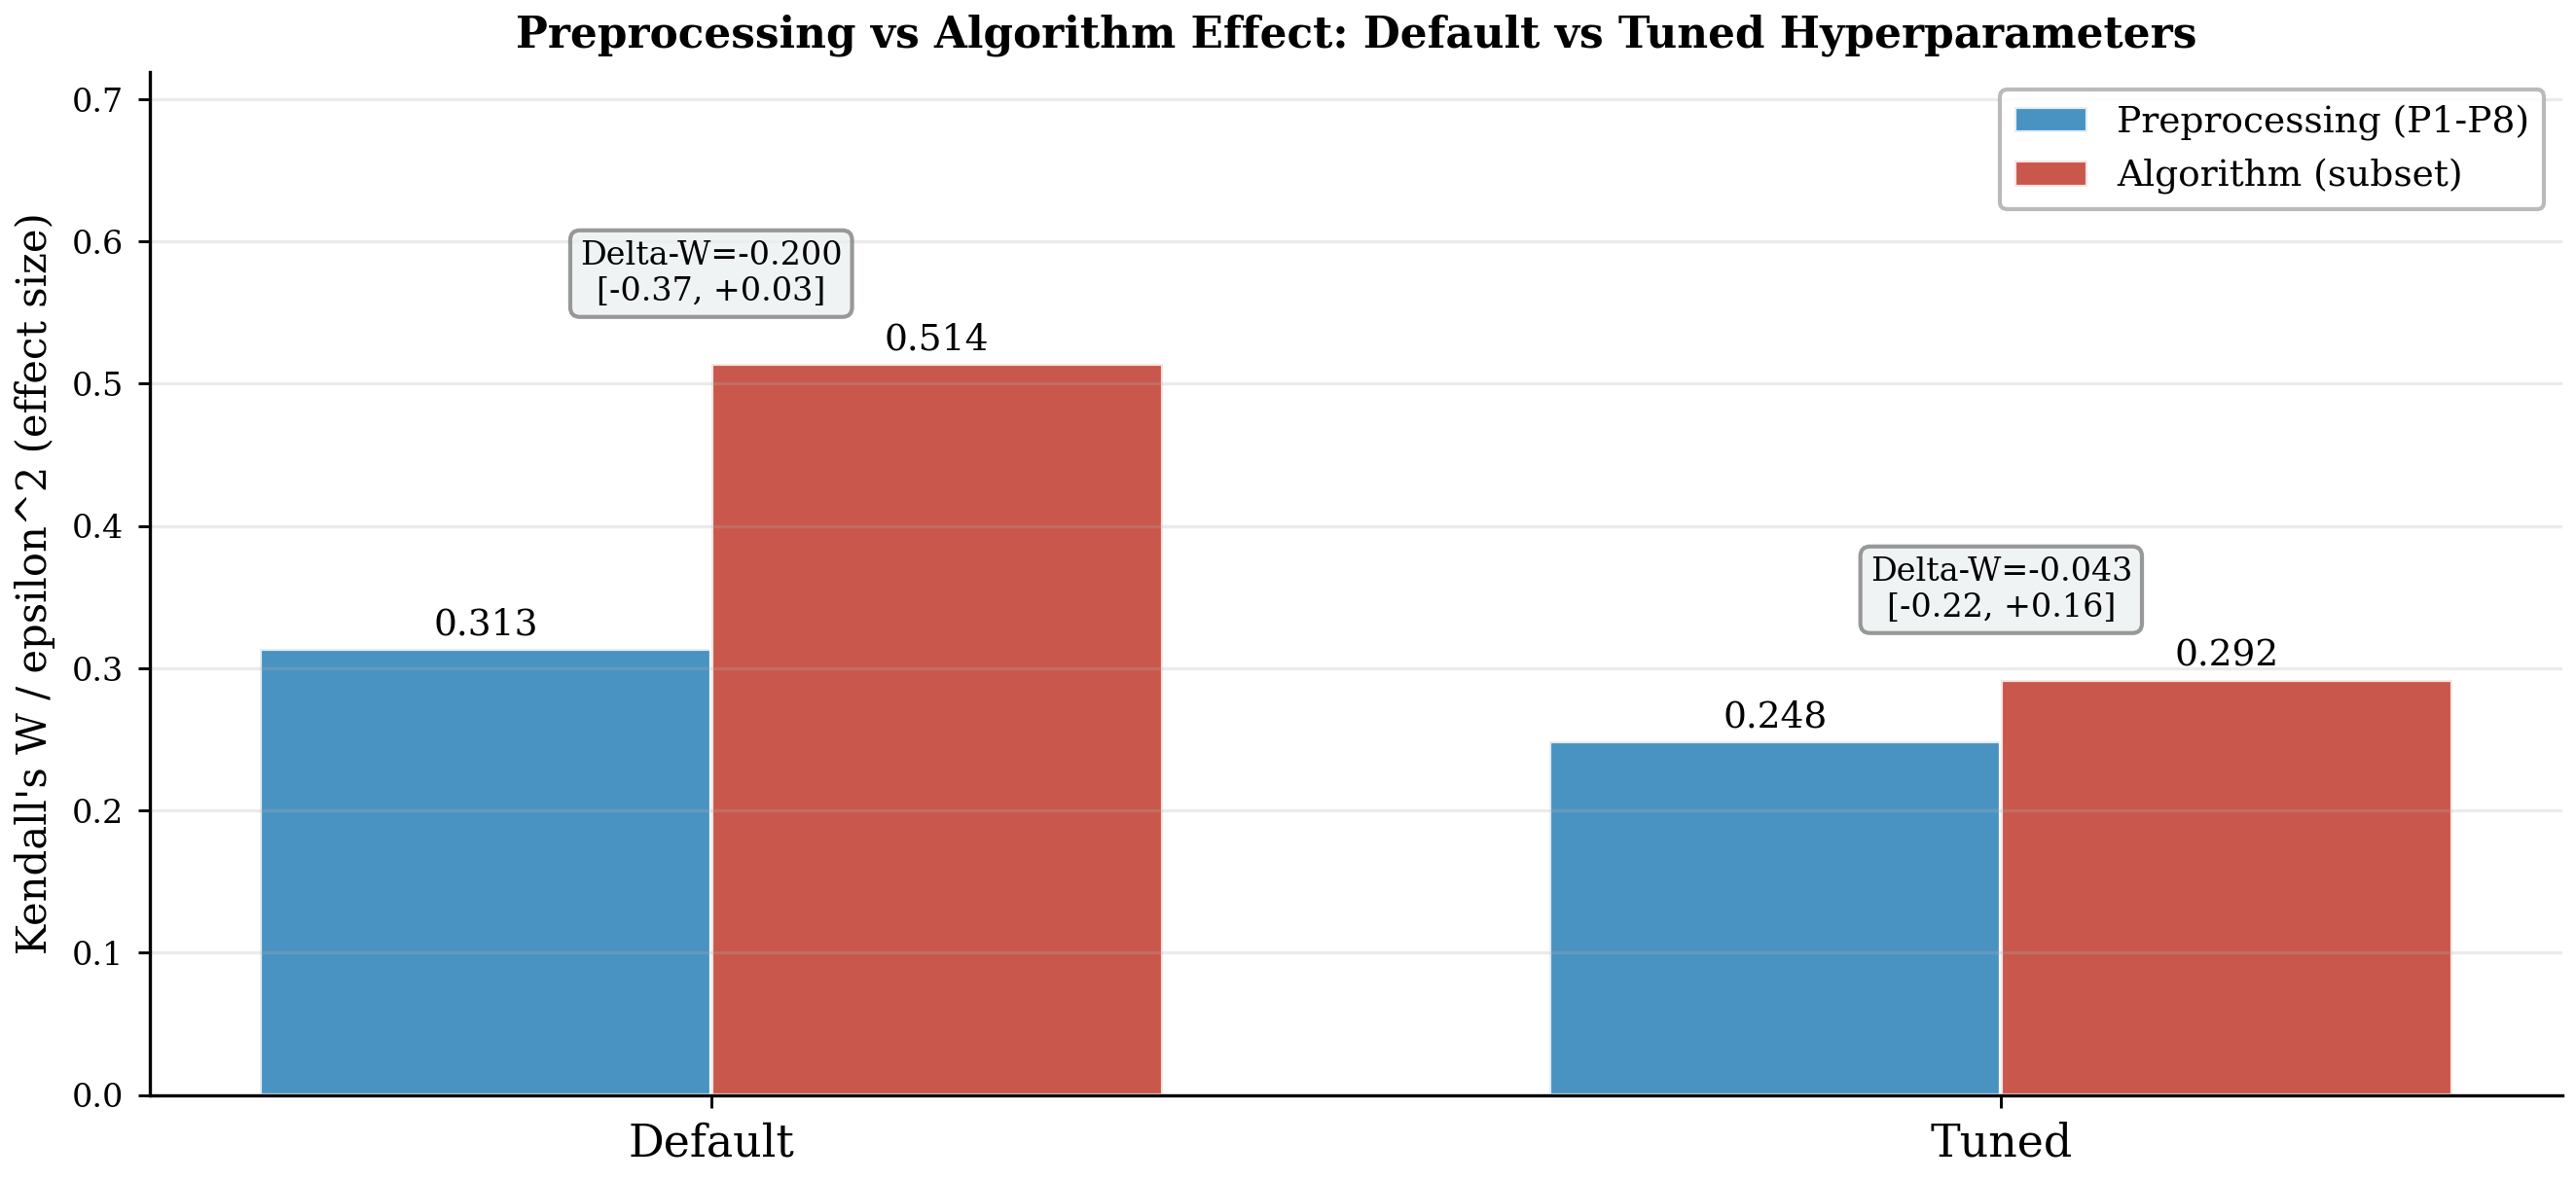 Preprocessing vs Algorithm Effect: Default vs Tuned Hyperparameters
Kendall's W / epsilon^2 (effect size)
0.7
0.6
0.5
0.4
0.3
0.2
0.1
0.0
Preprocessing (P1-P8)
Algorithm (subset)
Delta-W=-0.200
[-0.37, +0.03]
0.514
0.313
Delta-W=-0.043
[-0.22, +0.16]
0.292
0.248
Default
Tuned